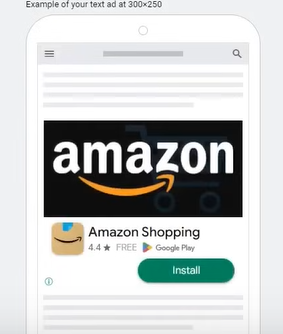 Example of your text ad at 300×250
amazon
Amazon Shopping
4.4 ★ FREE Google Play
Install